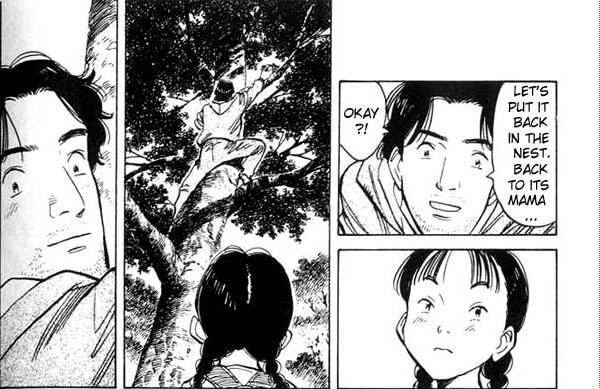 LET'S
PUT IT
BACK
IN THE
NEST.
BACK
TO ITS
MAMA
...
OKAY
?!